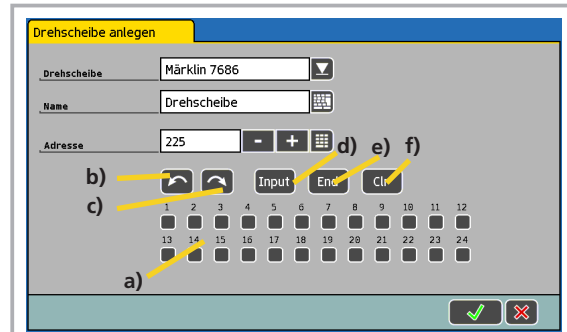 Drehscheibe anlegen
Drehscheibe Märklin 7686
Name Drehscheibe
Adresse 225 - +
d) e) f)
b) Input End Clr
c)
1 2 3 4 5 6 7 8 9 10 11 12
13 14 15 16 17 18 19 20 21 22 23 24
a)